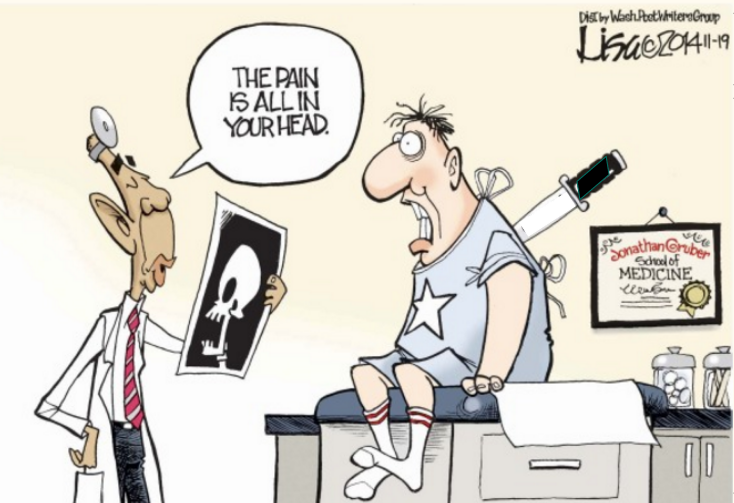 Dist by Wash.Post Writers Group
Lisa©2014 11-19
THE PAIN
IS ALL IN
YOUR HEAD.
Jonathan Gruber
School of
MEDICINE